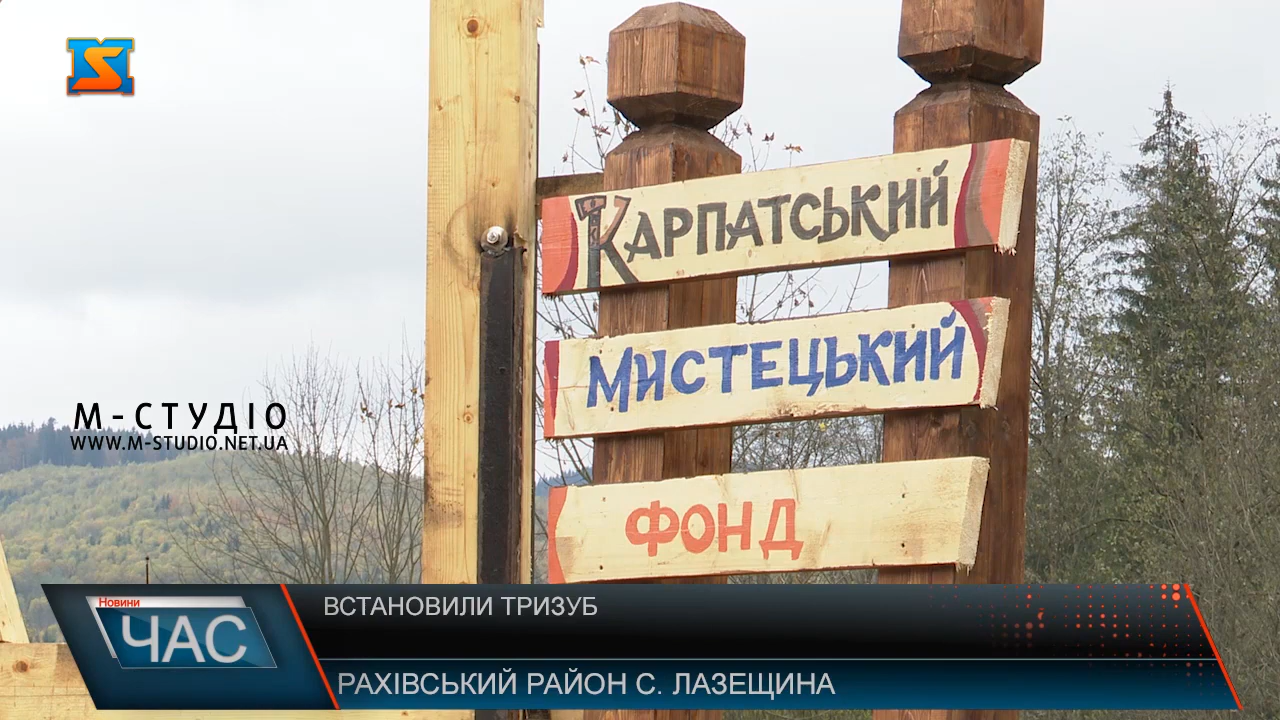 КАРПАТСЬКИЙ
МИСТЕЦЬКИЙ
ФОНД
М-СТУДІО
WWW.M-STUDIO.NET.UA
Новини
ЧАС
ВСТАНОВИЛИ ТРИЗУБ
РАХІВСЬКИЙ РАЙОН С. ЛАЗЕЩИНА